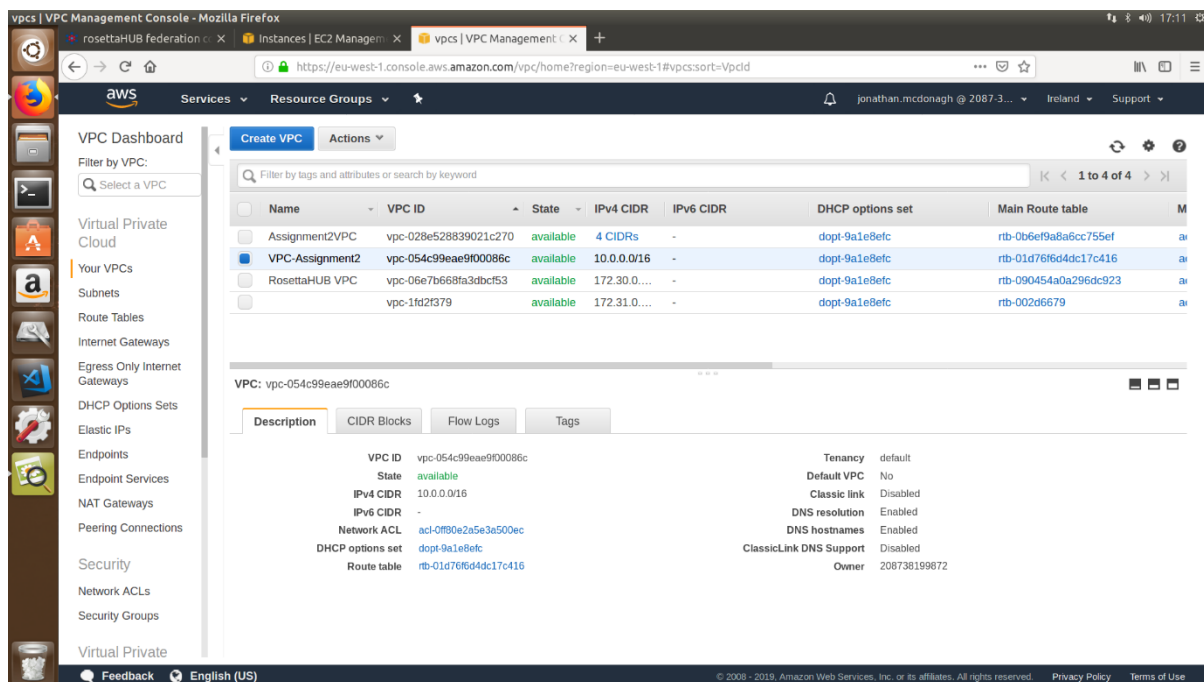 vpcs | VPC Management Console - Mozilla Firefox 17:11
rosettaHUB federation c Instances | EC2 Managem vpcs | VPC Management C
https://eu-west-1.console.aws.amazon.com/vpc/home?region=eu-west-1#vpcs:sort=VpcId
aws Services Resource Groups jonathan.mcdonagh @ 2087-3... Ireland Support
VPC Dashboard
Filter by VPC:
Select a VPC
Virtual Private
Cloud
Your VPCs
Subnets
Route Tables
Internet Gateways
Egress Only Internet
Gateways
DHCP Options Sets
Elastic IPs
Endpoints
Endpoint Services
NAT Gateways
Peering Connections
Security
Network ACLs
Security Groups
Virtual Private
Create VPC Actions
Filter by tags and attributes or search by keyword 1 to 4 of 4
Name VPC ID State IPv4 CIDR IPv6 CIDR DHCP options set Main Route table M
Assignment2VPC vpc-028e528839021c270 available 4 CIDRs - dopt-9a1e8efc rtb-0b6ef9a8a6cc755ef a
VPC-Assignment2 vpc-054c99eae9f00086c available 10.0.0.0/16 - dopt-9a1e8efc rtb-01d76f6d4dc17c416 a
RosettaHUB VPC vpc-06e7b668fa3dbcf53 available 172.30.0.... - dopt-9a1e8efc rtb-090454a0a296dc923 a
vpc-1fd2f379 available 172.31.0.... - dopt-9a1e8efc rtb-002d6679 a
VPC: vpc-054c99eae9f00086c
Description CIDR Blocks Flow Logs Tags
VPC ID vpc-054c99eae9f00086c Tenancy default
State available Default VPC No
IPv4 CIDR 10.0.0.0/16 Classic link Disabled
IPv6 CIDR - DNS resolution Enabled
Network ACL acl-0ff80e2a5e3a500ec DNS hostnames Enabled
DHCP options set dopt-9a1e8efc ClassicLink DNS Support Disabled
Route table rtb-01d76f6d4dc17c416 Owner 208738199872
Feedback English (US) © 2008 - 2019, Amazon Web Services, Inc. or its affiliates. All rights reserved. Privacy Policy Terms of Use